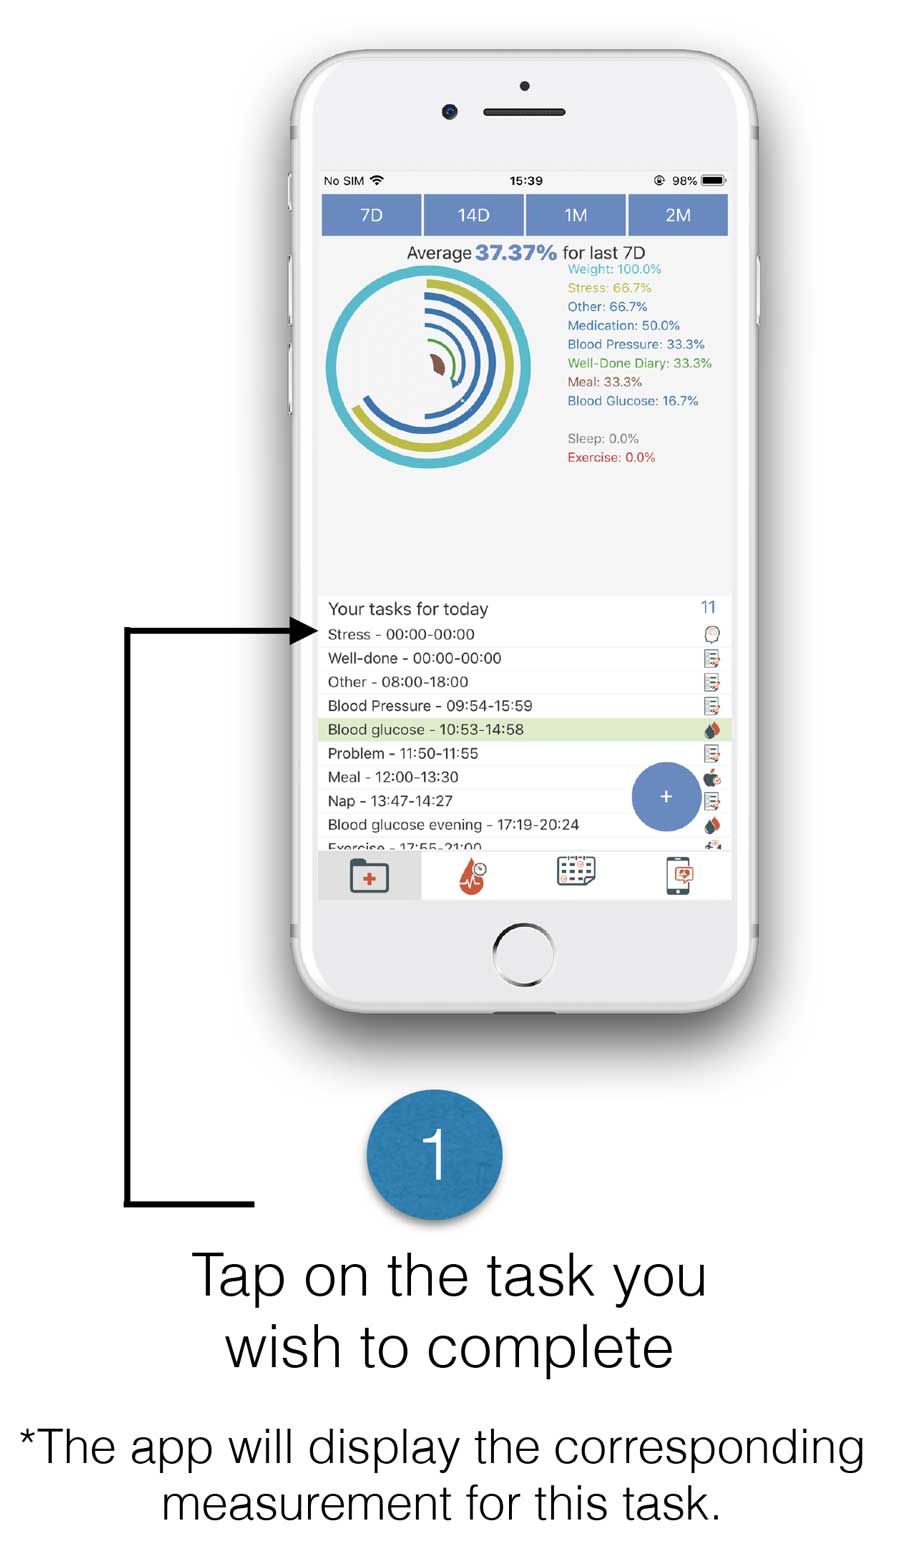 No SIM 15:39 98%
7D 14D 1M 2M
Average 37.37% for last 7D
Weight: 100.0%
Stress: 66.7%
Other: 66.7%
Medication: 50.0%
Blood Pressure: 33.3%
Well-Done Diary: 33.3%
Meal: 33.3%
Blood Glucose: 16.7%
Sleep: 0.0%
Exercise: 0.0%
Your tasks for today 11
Stress - 00:00-00:00
Well-done - 00:00-00:00
Other - 08:00-18:00
Blood Pressure - 09:54-15:59
Blood glucose - 10:53-14:58
Problem - 11:50-11:55
Meal - 12:00-13:30
Nap - 13:47-14:27
+
Blood glucose evening - 17:19-20:24
Exercise - 17:55-21:00
1
Tap on the task you
wish to complete
*The app will display the corresponding
measurement for this task.